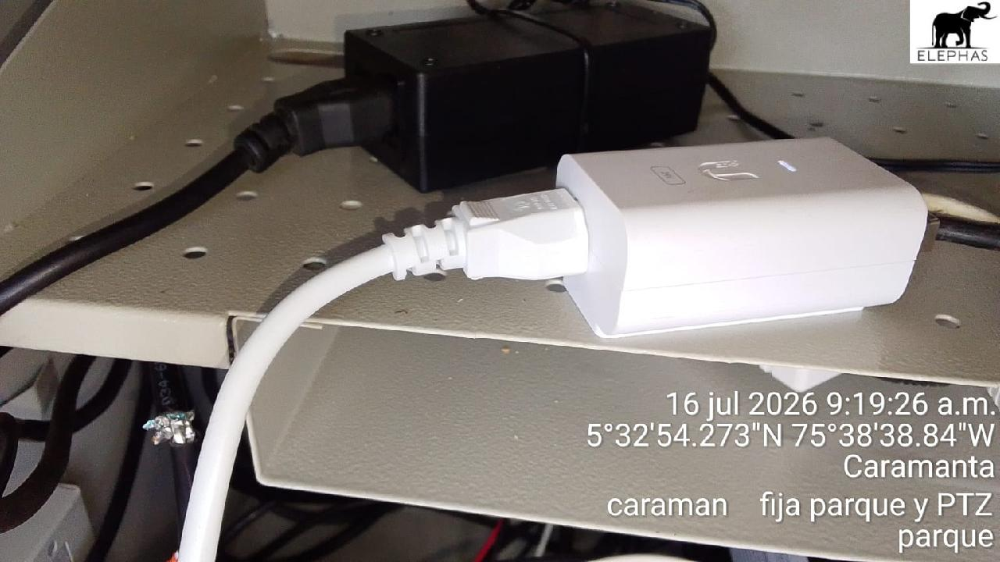 ELEPHAS
24V
16 jul 2026 9:19:26 a.m.
5°32'54.273"N 75°38'38.84"W
Caramanta
caraman fija parque y PTZ
parque